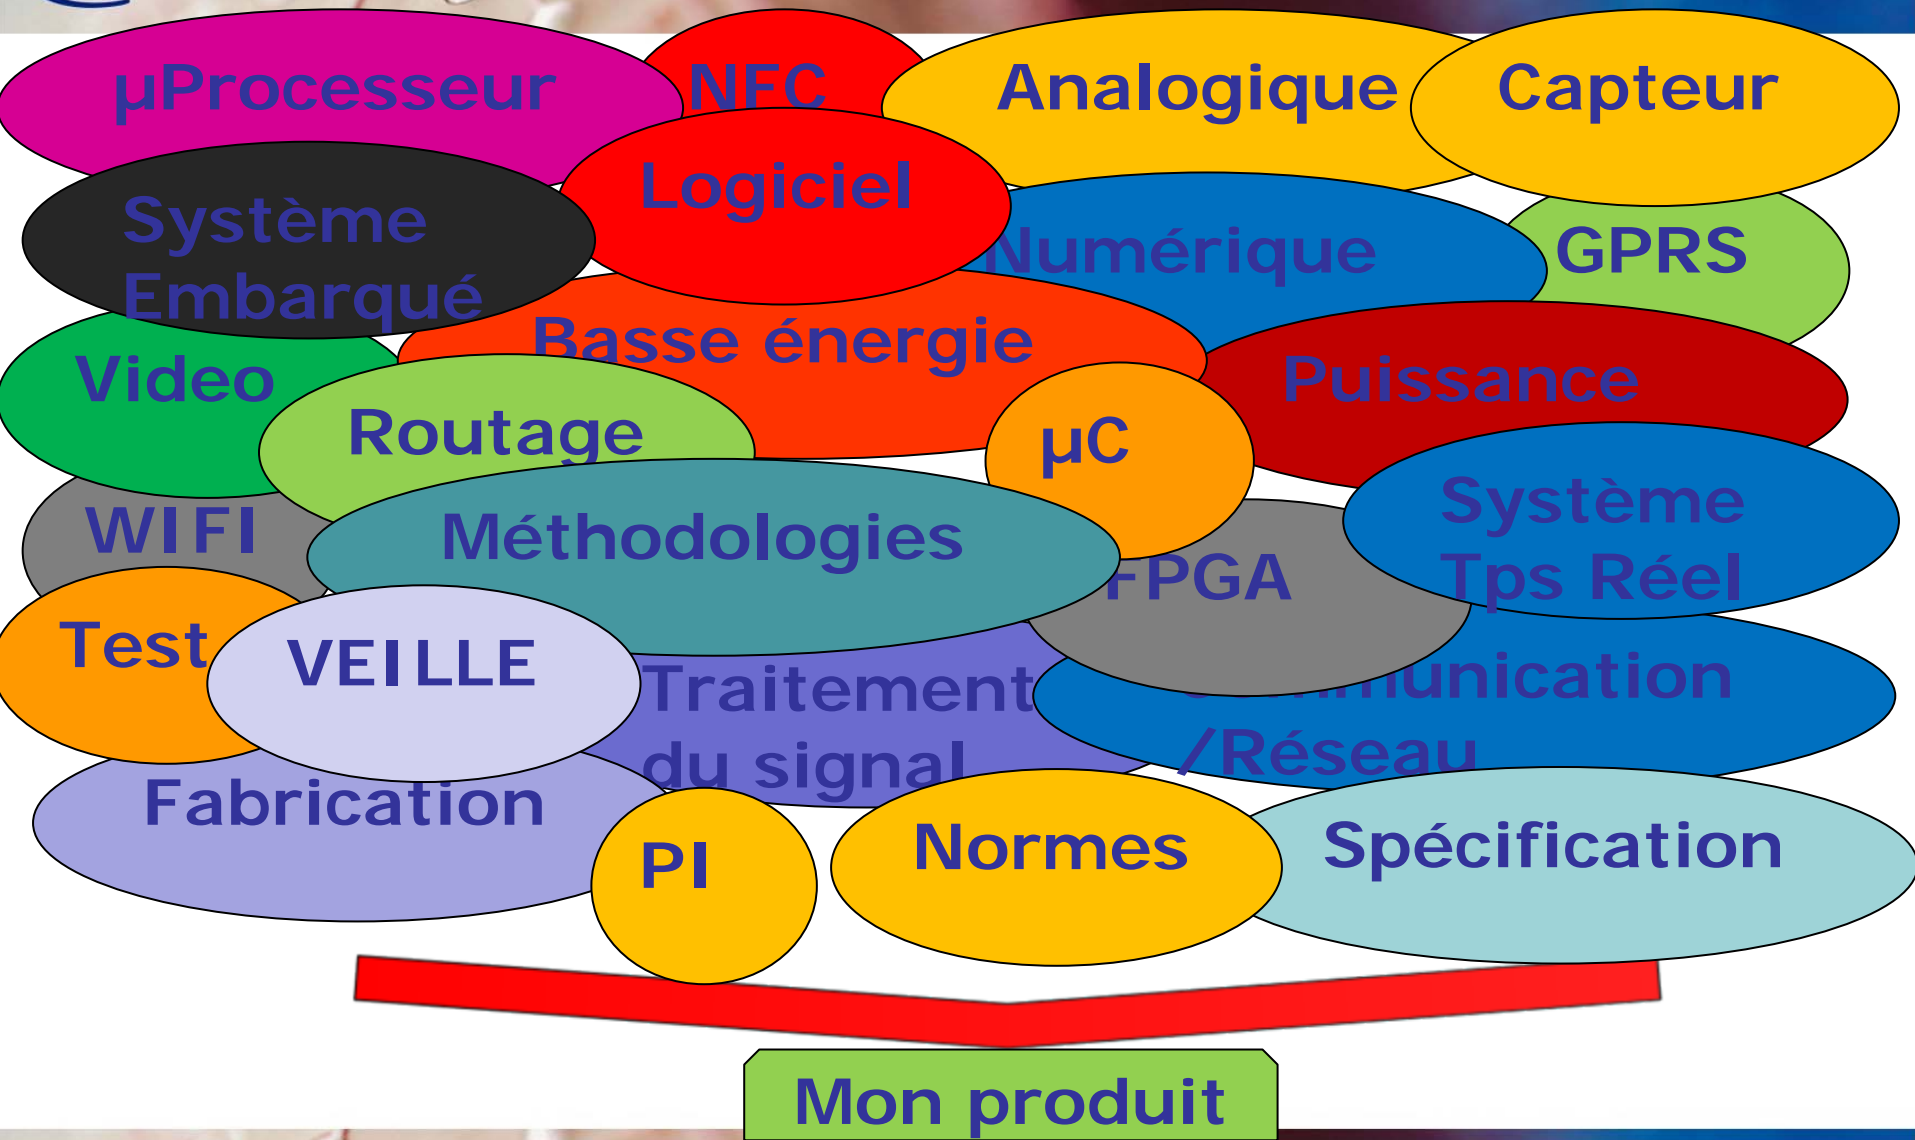 µProcesseur
NFC
Analogique
Capteur
Logiciel
Système
Embarqué
Numérique
GPRS
Basse énergie
Video
Puissance
Routage
µC
Système
Tps Réel
WIFI
Méthodologies
FPGA
Test
VEILLE
Traitement
du signal
Communication
/Réseau
Fabrication
PI
Normes
Spécification
Mon produit